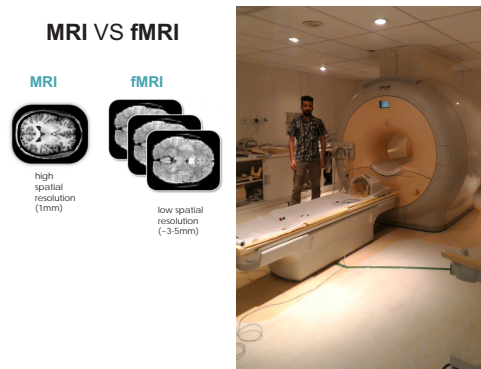 MRI VS fMRI
MRI
fMRI
high
spatial
resolution
(1mm)
low spatial
resolution
(~3-5mm)